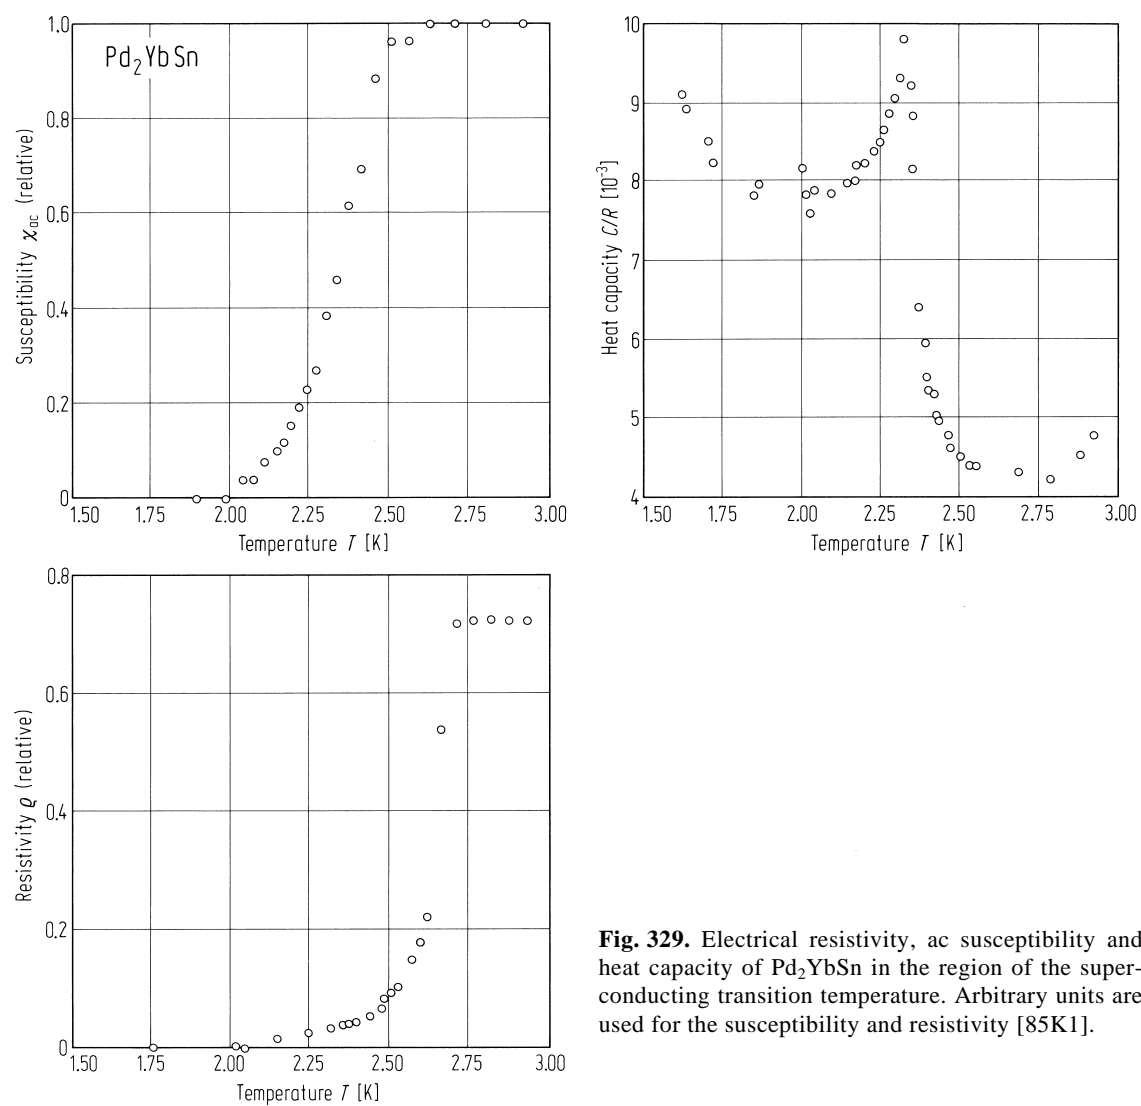 Pd2YbSn
Susceptibility χac (relative)
1.0
0.8
0.6
0.4
0.2
0
1.50 1.75 2.00 2.25 2.50 2.75 3.00
Temperature T [K]
Heat capacity C/R [10-3]
10
9
8
7
6
5
4
1.50 1.75 2.00 2.25 2.50 2.75 3.00
Temperature T [K]
Resistivity ϱ (relative)
0.8
0.6
0.4
0.2
0
1.50 1.75 2.00 2.25 2.50 2.75 3.00
Temperature T [K]
Fig. 329. Electrical resistivity, ac susceptibility and
heat capacity of Pd2YbSn in the region of the super-
conducting transition temperature. Arbitrary units are
used for the susceptibility and resistivity [85K1].